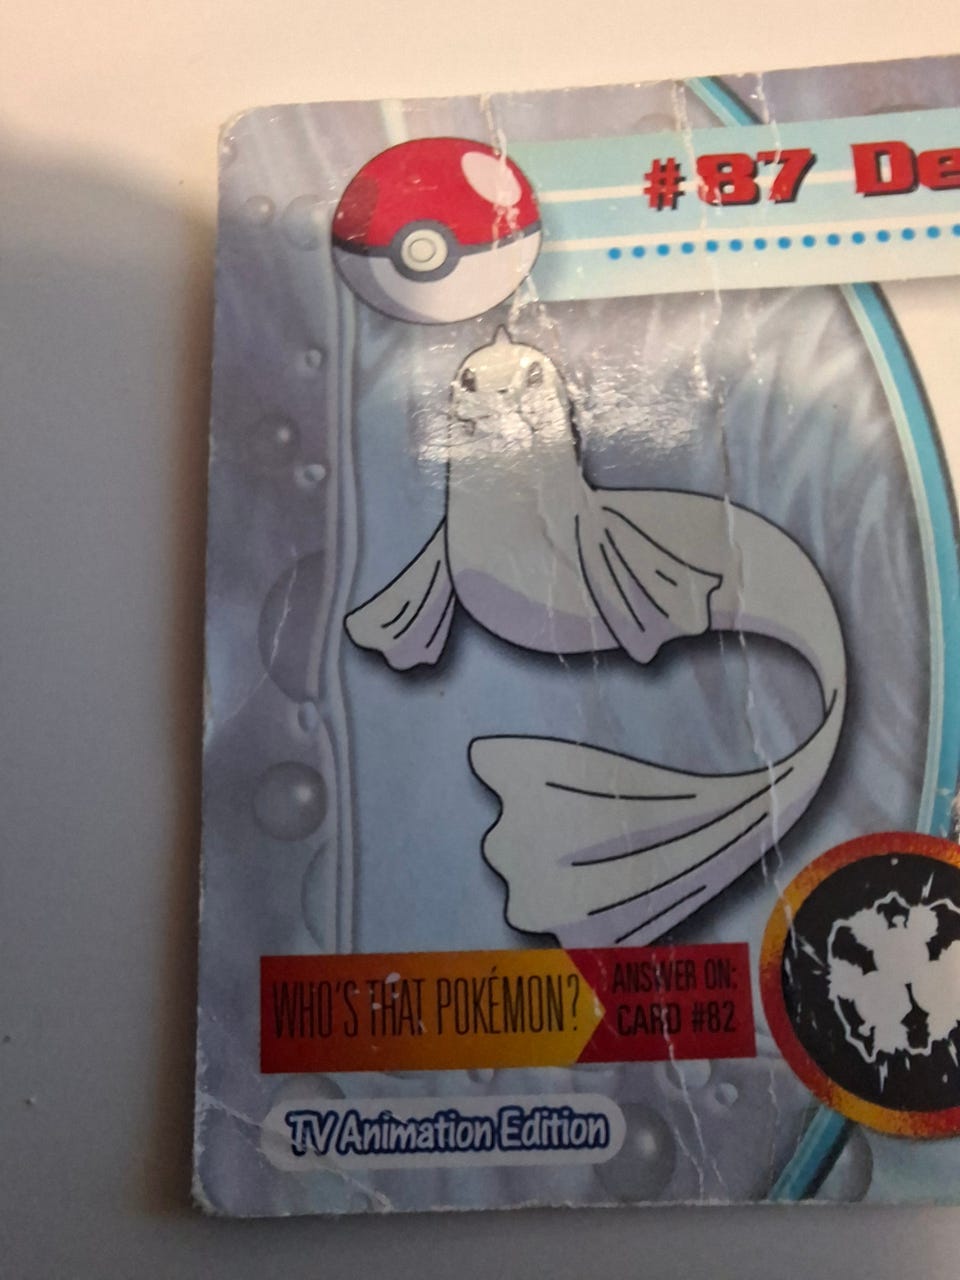 #87 De
WHO'S THAT POKÉMON?
ANSWER ON:
CARD #82
TV Animation Edition